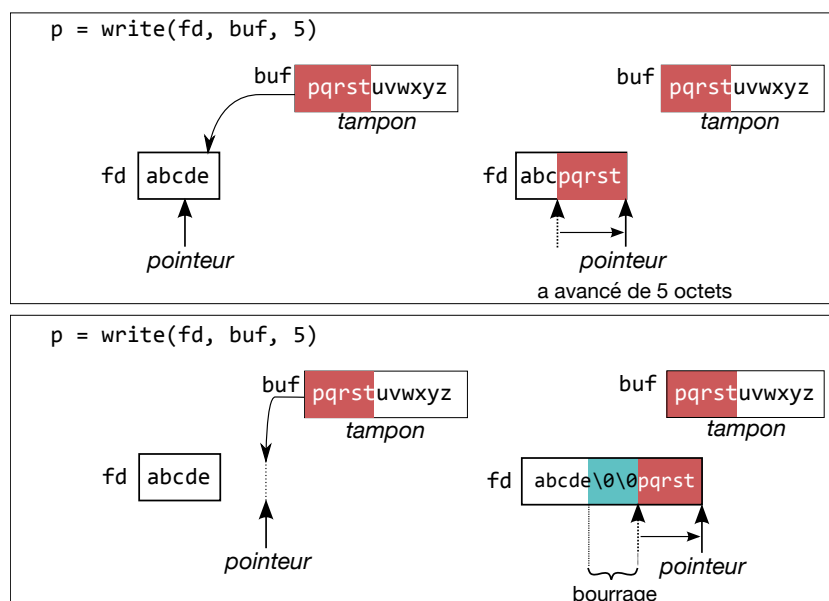 p = write(fd, buf, 5)
buf pqrstuvwxyz
tampon
buf pqrstuvwxyz
tampon
fd abcde
pointeur
fd abcpqrst
pointeur
a avancé de 5 octets
p = write(fd, buf, 5)
buf pqrstuvwxyz
tampon
buf pqrstuvwxyz
tampon
fd abcde
pointeur
fd abcde\0\0pqrst
pointeur
bourrage